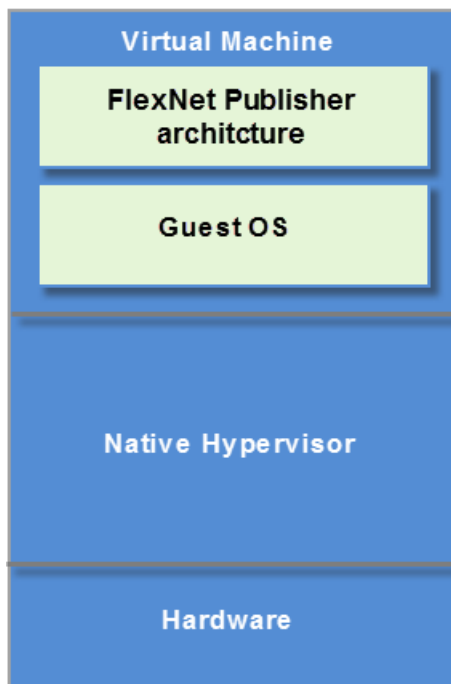 Virtual Machine
FlexNet Publisher
architcture
Guest OS
Native Hypervisor
Hardware